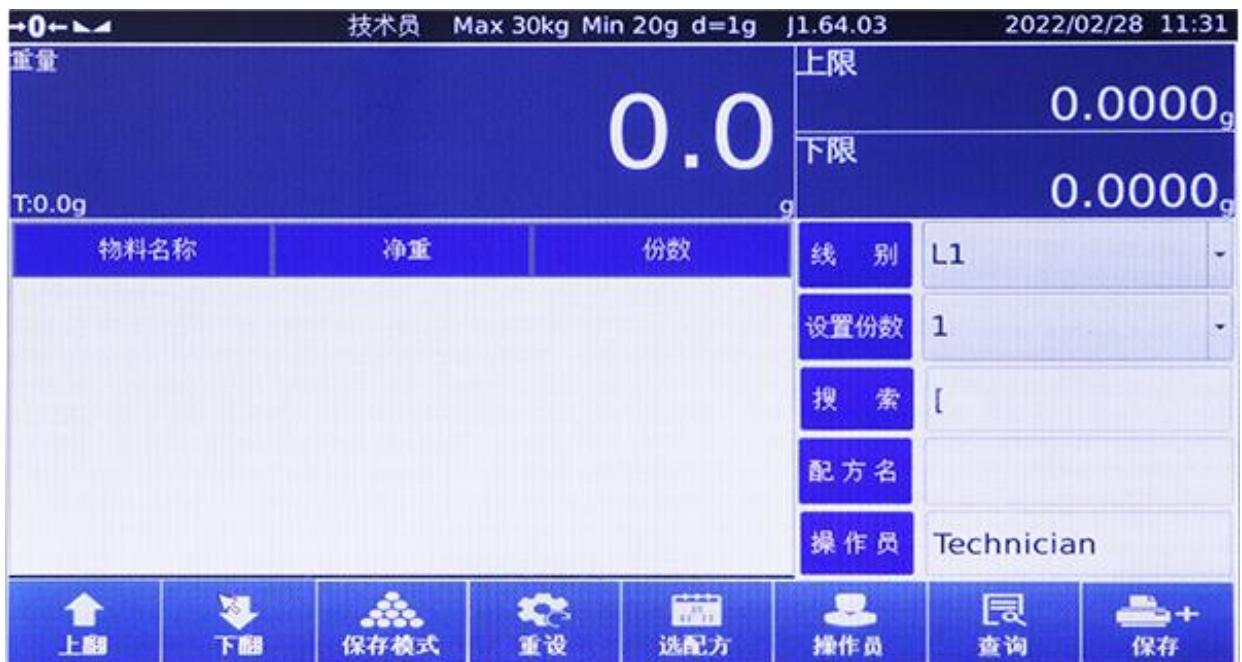 →0←
技术员 Max 30kg Min 20g d=1g J1.64.03 2022/02/28 11:31
重量
0.0
g
T:0.0g
上限
0.0000g
下限
0.0000g
物料名称 净重 份数
线 别 L1
设置份数 1
搜 索 [
配方名
操作员 Technician
上翻 下翻 保存模式 重设 选配方 操作员 查询 保存